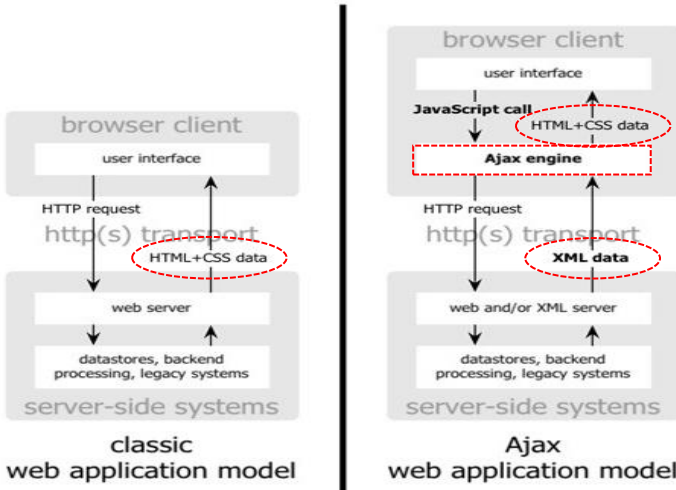 browser client
user interface
HTTP request
http(s) transport
HTML+CSS data
web server
datastores, backend
processing, legacy systems
server-side systems
classic
web application model
browser client
user interface
JavaScript call
HTML+CSS data
Ajax engine
HTTP request
http(s) transport
XML data
web and/or XML server
datastores, backend
processing, legacy systems
server-side systems
Ajax
web application model